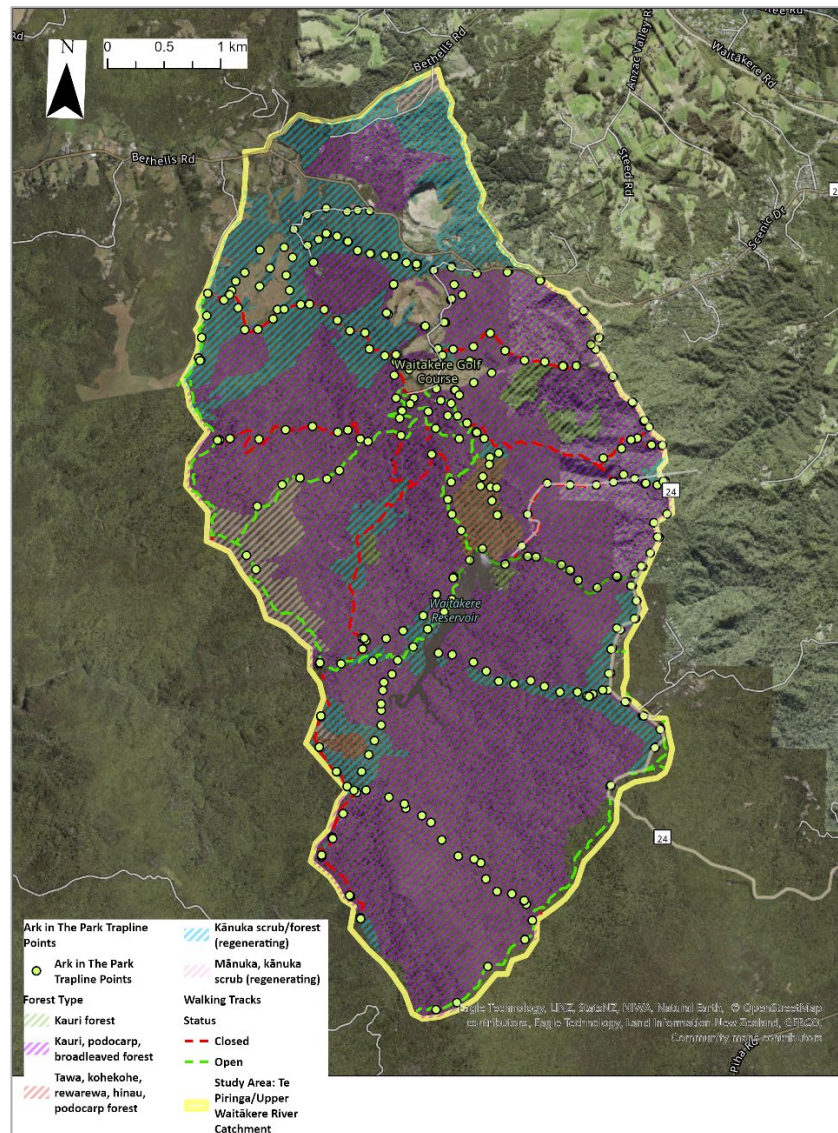 N
0 0.5 1 km
Bethells Rd
Anzac Valley Rd
Waitākere Rd
Bethells Rd
Steed Rd
Scenic Dr
2
Waitakere Golf
Course
24
Waitākere
Reservoir
24
Ark in The Park Trapline
Points
Ark in The Park
Trapline Points
Forest Type
Kauri forest
Kauri, podocarp,
broadleaved forest
Tawa, kohekohe,
rewarewa, hinau,
podocarp forest
Kānuka scrub/forest
(regenerating)
Mānuka, kānuka
scrub (regenerating)
Walking Tracks
Status
Closed
Open
Study Area: Te
Piringa/Upper
Waitākere River
Catchment
Eagle Technology, LINZ, StatsNZ, NIWA, Natural Earth, © OpenStreetMap
contributors, Eagle Technology, Land Information New Zealand, GEBCO,
Community maps contributors
Piha Rd